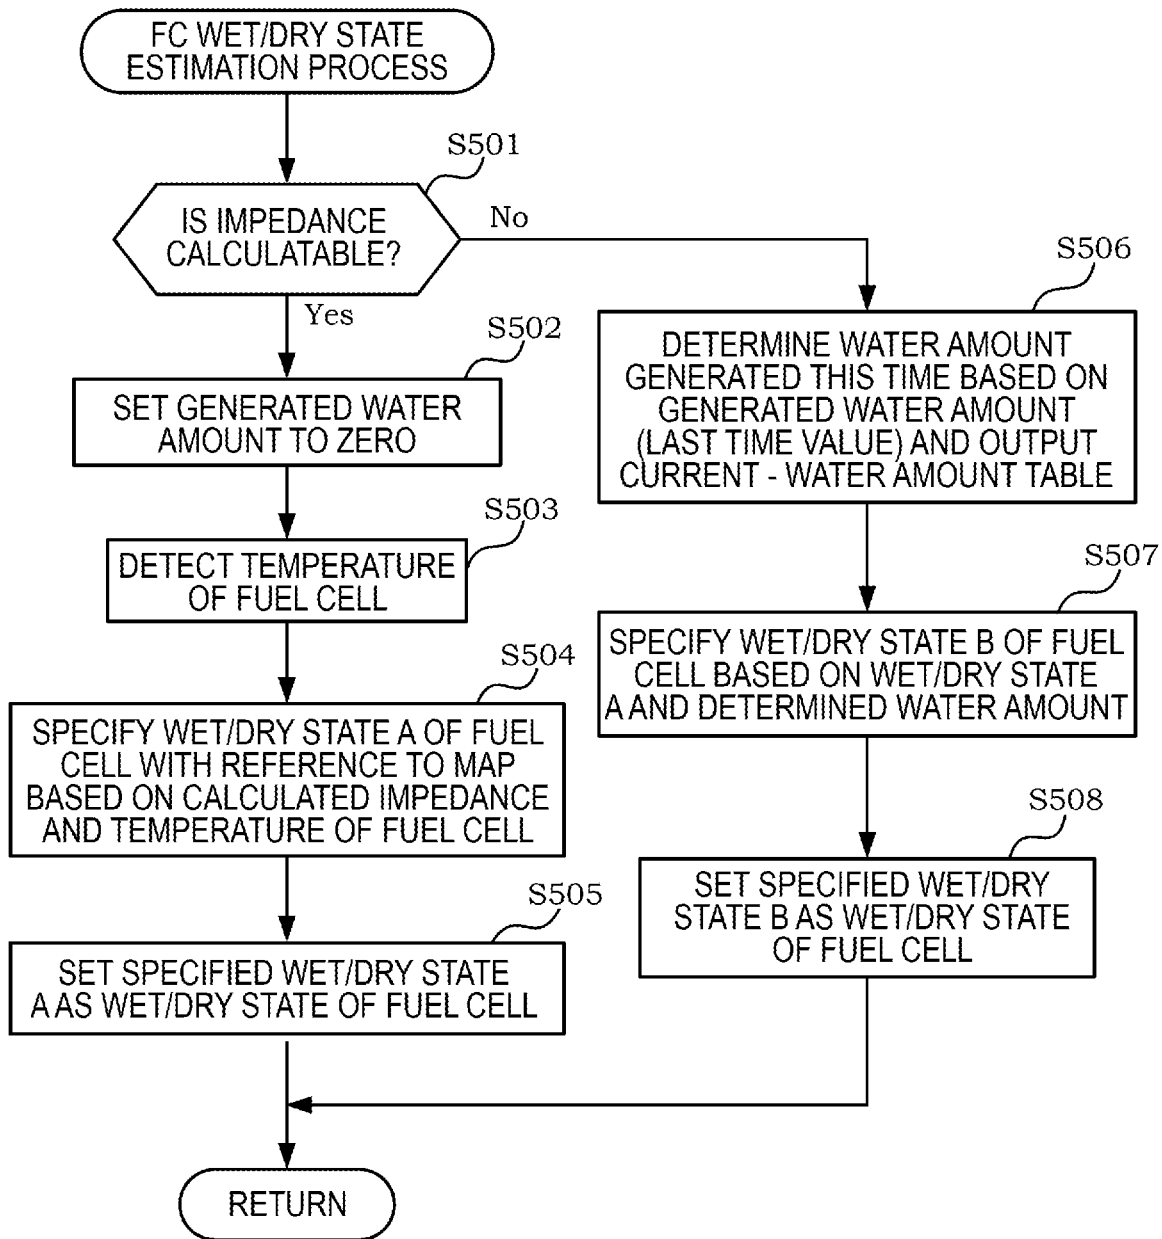 FC WET/DRY STATE
ESTIMATION PROCESS
S501
IS IMPEDANCE
CALCULATABLE?
No
Yes
S502
SET GENERATED WATER
AMOUNT TO ZERO
S503
DETECT TEMPERATURE
OF FUEL CELL
S504
SPECIFY WET/DRY STATE A OF FUEL
CELL WITH REFERENCE TO MAP
BASED ON CALCULATED IMPEDANCE
AND TEMPERATURE OF FUEL CELL
S505
SET SPECIFIED WET/DRY STATE
A AS WET/DRY STATE OF FUEL CELL
S506
DETERMINE WATER AMOUNT
GENERATED THIS TIME BASED ON
GENERATED WATER AMOUNT
(LAST TIME VALUE) AND OUTPUT
CURRENT - WATER AMOUNT TABLE
S507
SPECIFY WET/DRY STATE B OF FUEL
CELL BASED ON WET/DRY STATE
A AND DETERMINED WATER AMOUNT
S508
SET SPECIFIED WET/DRY
STATE B AS WET/DRY STATE
OF FUEL CELL
RETURN